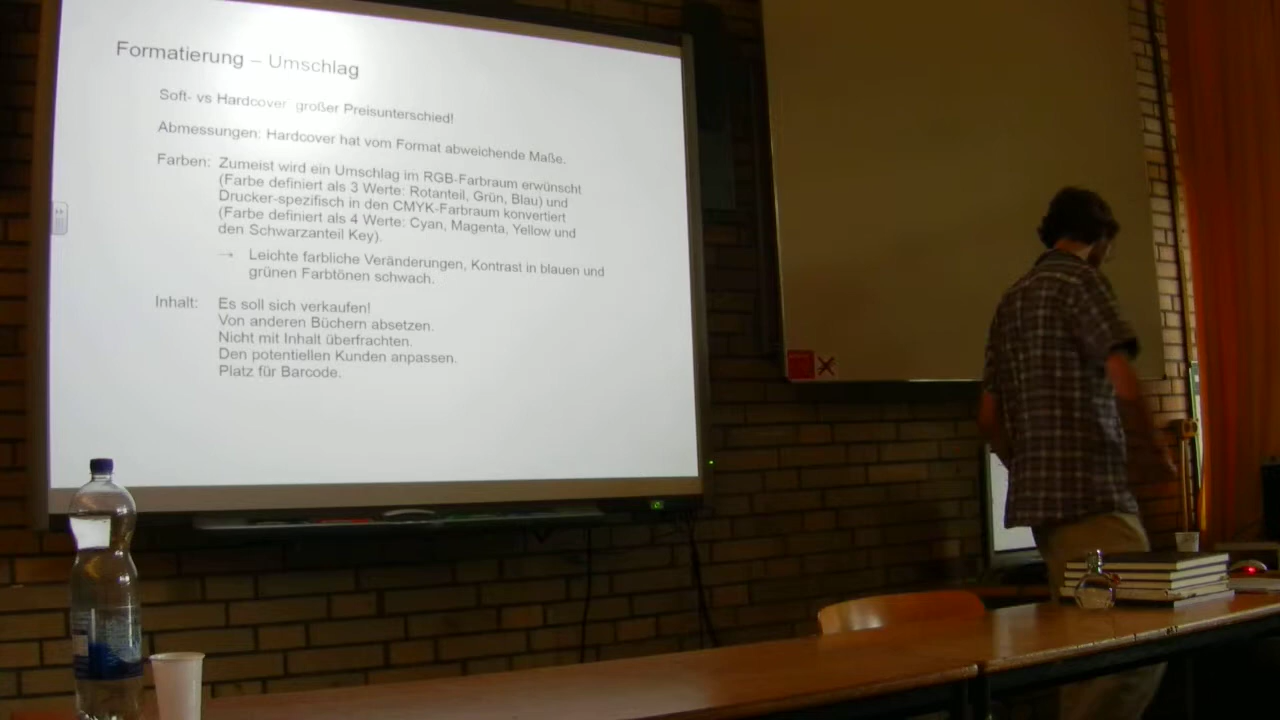 Formatierung – Umschlag
Soft- vs Hardcover großer Preisunterschied!
Abmessungen: Hardcover hat vom Format abweichende Maße.
Farben: Zumeist wird ein Umschlag im RGB-Farbraum erwünscht
(Farbe definiert als 3 Werte: Rotanteil, Grün, Blau) und
Drucker-spezifisch in den CMYK-Farbraum konvertiert
(Farbe definiert als 4 Werte: Cyan, Magenta, Yellow und
den Schwarzanteil Key).
→ Leichte farbliche Veränderungen, Kontrast in blauen und
grünen Farbtönen schwach.
Inhalt: Es soll sich verkaufen!
Von anderen Büchern absetzen.
Nicht mit Inhalt überfrachten.
Den potentiellen Kunden anpassen.
Platz für Barcode.